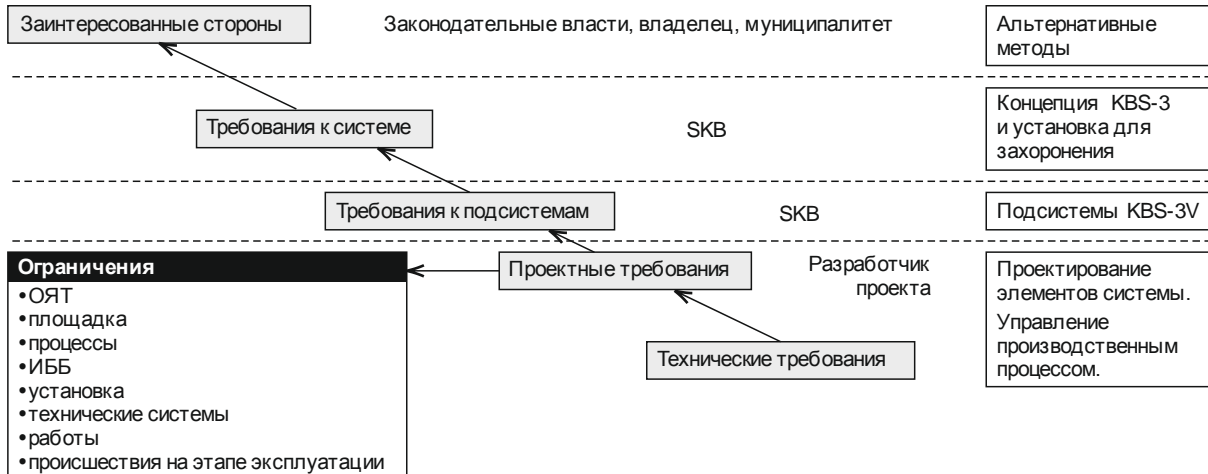 Заинтересованные стороны
Законодательные власти, владелец, муниципалитет
Альтернативные
методы
Требования к системе
SKB
Концепция KBS-3
и установка для
захоронения
Требования к подсистемам
SKB
Подсистемы KBS-3V
Ограничения
•ОЯТ
•площадка
•процессы
•ИББ
•установка
•технические системы
•работы
•происшествия на этапе эксплуатации
Проектные требования
Разработчик
проекта
Технические требования
Проектирование
элементов системы.
Управление
производственным
процессом.